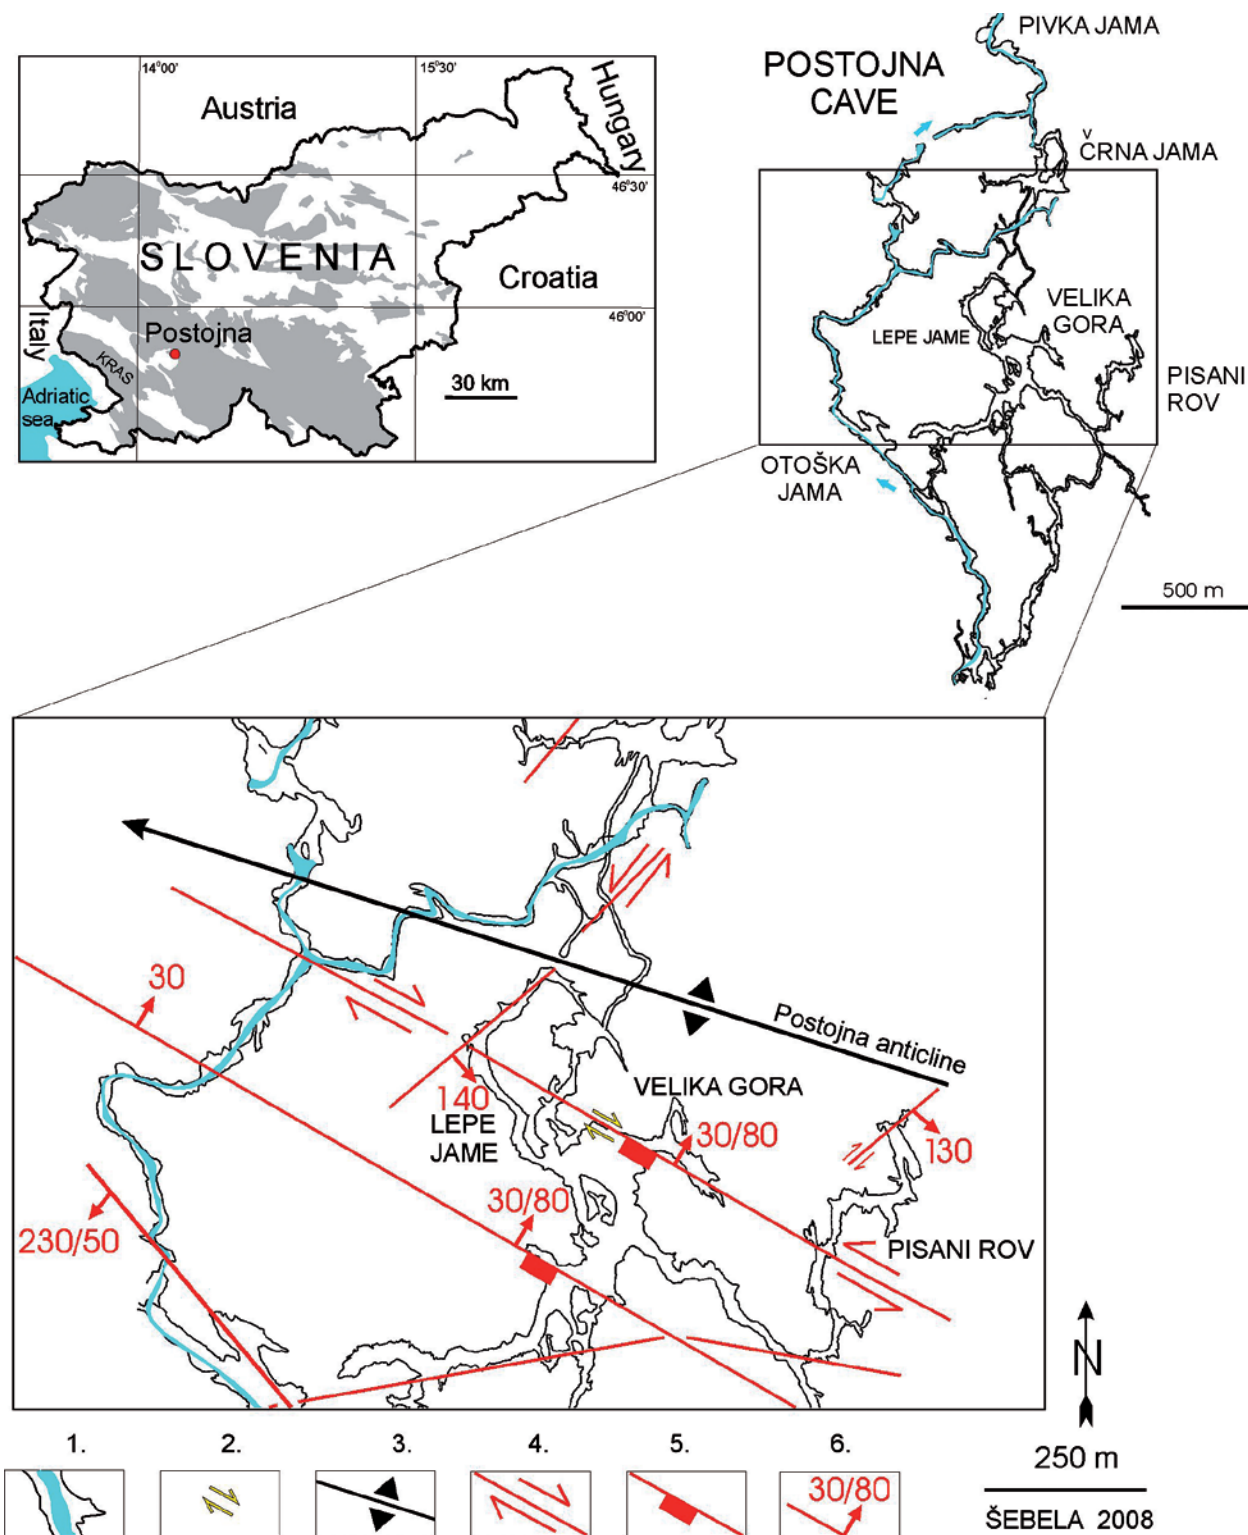 14°00'
15°30'
Austria
Hungary
46°30'
SLOVENIA
Croatia
46°00'
Italy
Postojna
KRAS
Adriatic
sea
30 km
PIVKA JAMA
POSTOJNA
CAVE
ČRNA JAMA
VELIKA
GORA
LEPE JAME
PISANI
ROV
OTOŠKA
JAMA
500 m
30
Postojna anticline
VELIKA GORA
140
LEPE
JAME
30/80
130
30/80
230/50
PISANI ROV
N
1.
2.
3.
4.
5.
6.
250 m
30/80
ŠEBELA 2008